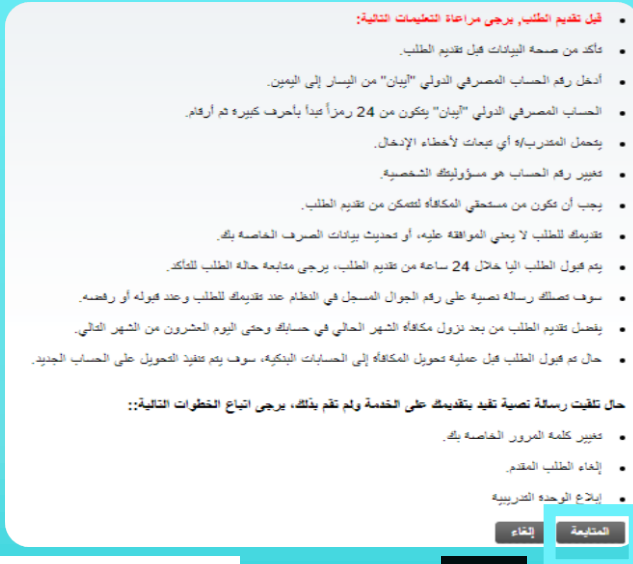 قبل تقديم الطلب, يرجى مراعاة التعليمات التالية:
تأكد من صحه البيانات قبل تقديم الطلب.
أدخل رقم الحساب المصرفي الدولي "آيبان" من اليسار إلى اليمين.
الحساب المصرفي الدولي "آيبان" يتكون من 24 رمزاً تبدأ بأحرف كبيرة ثم أرقام.
يتحمل المتدرب/ة أي تبعات لأخطاء الإدخال.
تغيير رقم الحساب هو مسؤوليتك الشخصية.
يجب أن تكون من مستحقي المكافأة لتتمكن من تقديم الطلب.
تقديمك للطلب لا يعني الموافقة عليه، أو تحديث بيانات الصرف الخاصة بك.
يتم قبول الطلب اليا خلال 24 ساعة من تقديم الطلب، يرجى متابعة حالة الطلب للتأكد.
سوف تصلك رسالة نصية على رقم الجوال المسجل في النظام عند تقديمك للطلب وعند قبوله أو رفضه.
يفضل تقديم الطلب من بعد نزول مكافأة الشهر الحالي في حسابك وحتى اليوم العشرون من الشهر التالي.
حال تم قبول الطلب قبل عملية تحويل المكافأة إلى الحسابات البنكية، سوف يتم تنفيذ التحويل على الحساب الجديد.
حال تلقيت رسالة نصية تفيد بتقديمك على الخدمة ولم تقم بذلك، يرجى اتباع الخطوات التالية::
تغيير كلمة المرور الخاصة بك.
إلغاء الطلب المقدم.
إبلاغ الوحدة التدريبية
المتابعة إلغاء